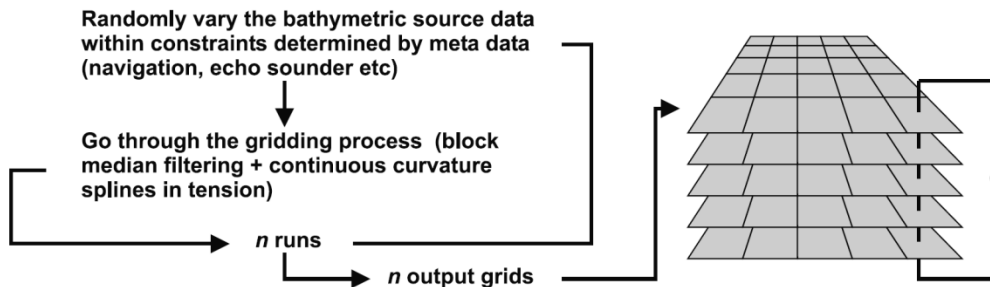 Randomly vary the bathymetric source data
within constraints determined by meta data
(navigation, echo sounder etc)
Go through the gridding process (block
median filtering + continuous curvature
splines in tension)
n runs
n output grids